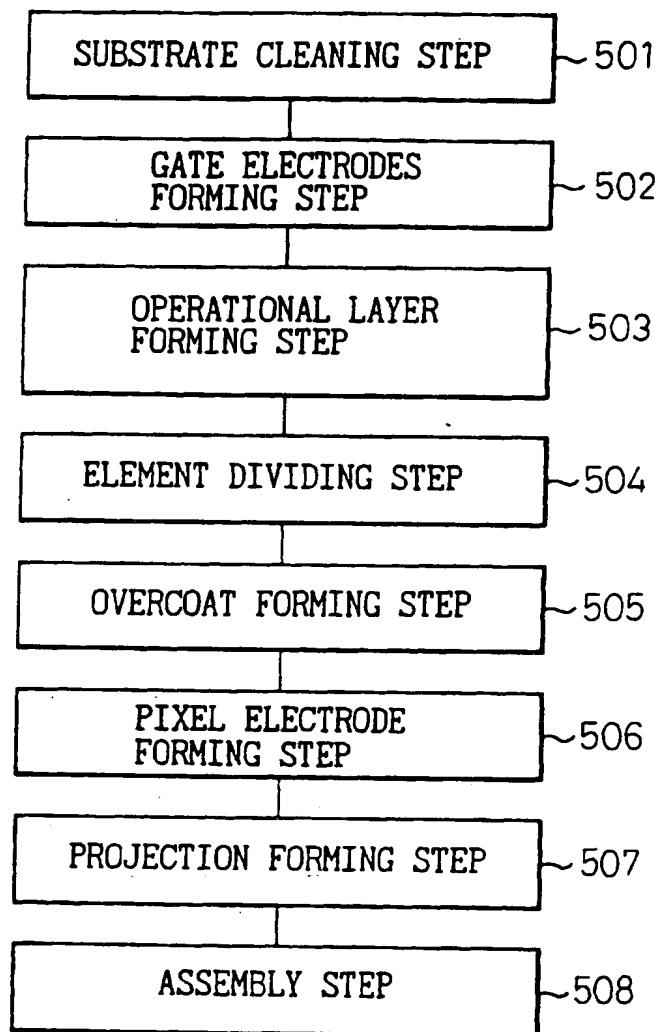 SUBSTRATE CLEANING STEP 501
GATE ELECTRODES
FORMING STEP
502
OPERATIONAL LAYER
FORMING STEP
503
ELEMENT DIVIDING STEP 504
OVERCOAT FORMING STEP 505
PIXEL ELECTRODE
FORMING STEP
506
PROJECTION FORMING STEP 507
ASSEMBLY STEP 508